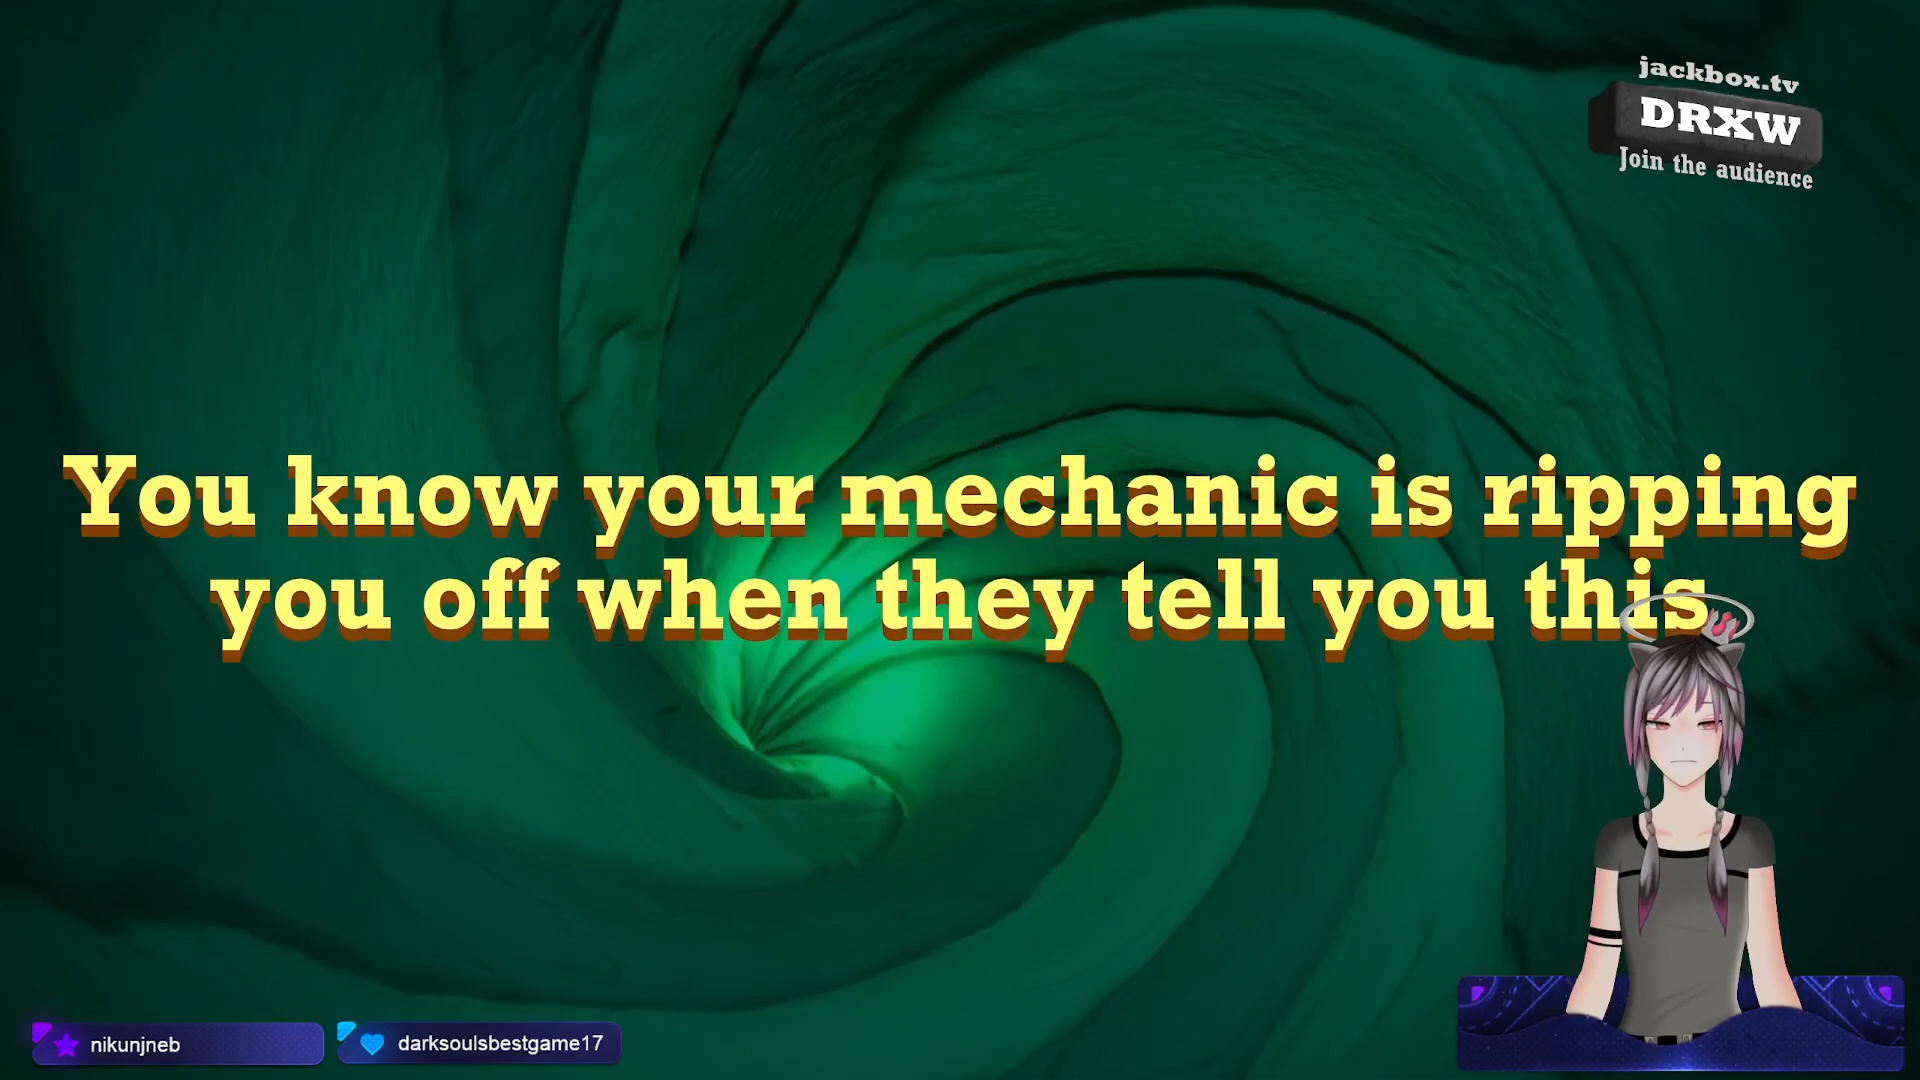 jackbox.tv
DRXW
Join the audience
You know your mechanic is ripping
you off when they tell you this
nikunjneb
darksoulsbestgame17